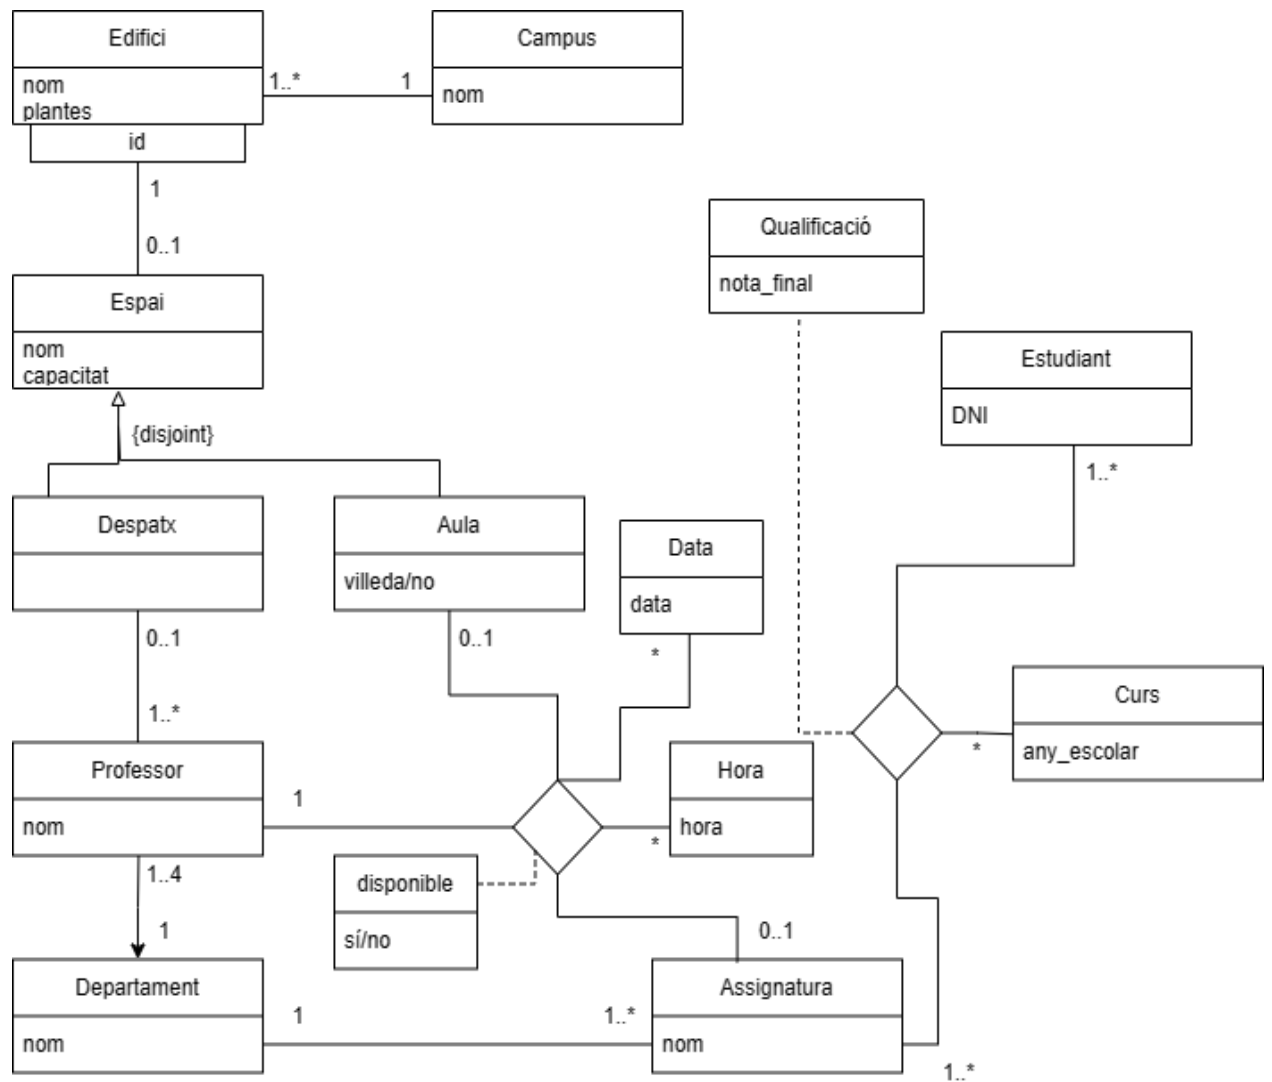 Edifici
nom
plantes
id
1..*
1
Campus
nom
1
0..1
Espai
nom
capacitat
{disjoint}
Qualificació
nota_final
Estudiant
DNI
1..*
Despatx
Aula
villeda/no
Data
data
*
0..1
0..1
1..*
Professor
nom
1
Hora
hora
*
Curs
any_escolar
*
1..4
1
disponible
sí/no
0..1
Departament
nom
1
1..*
Assignatura
nom
1..*